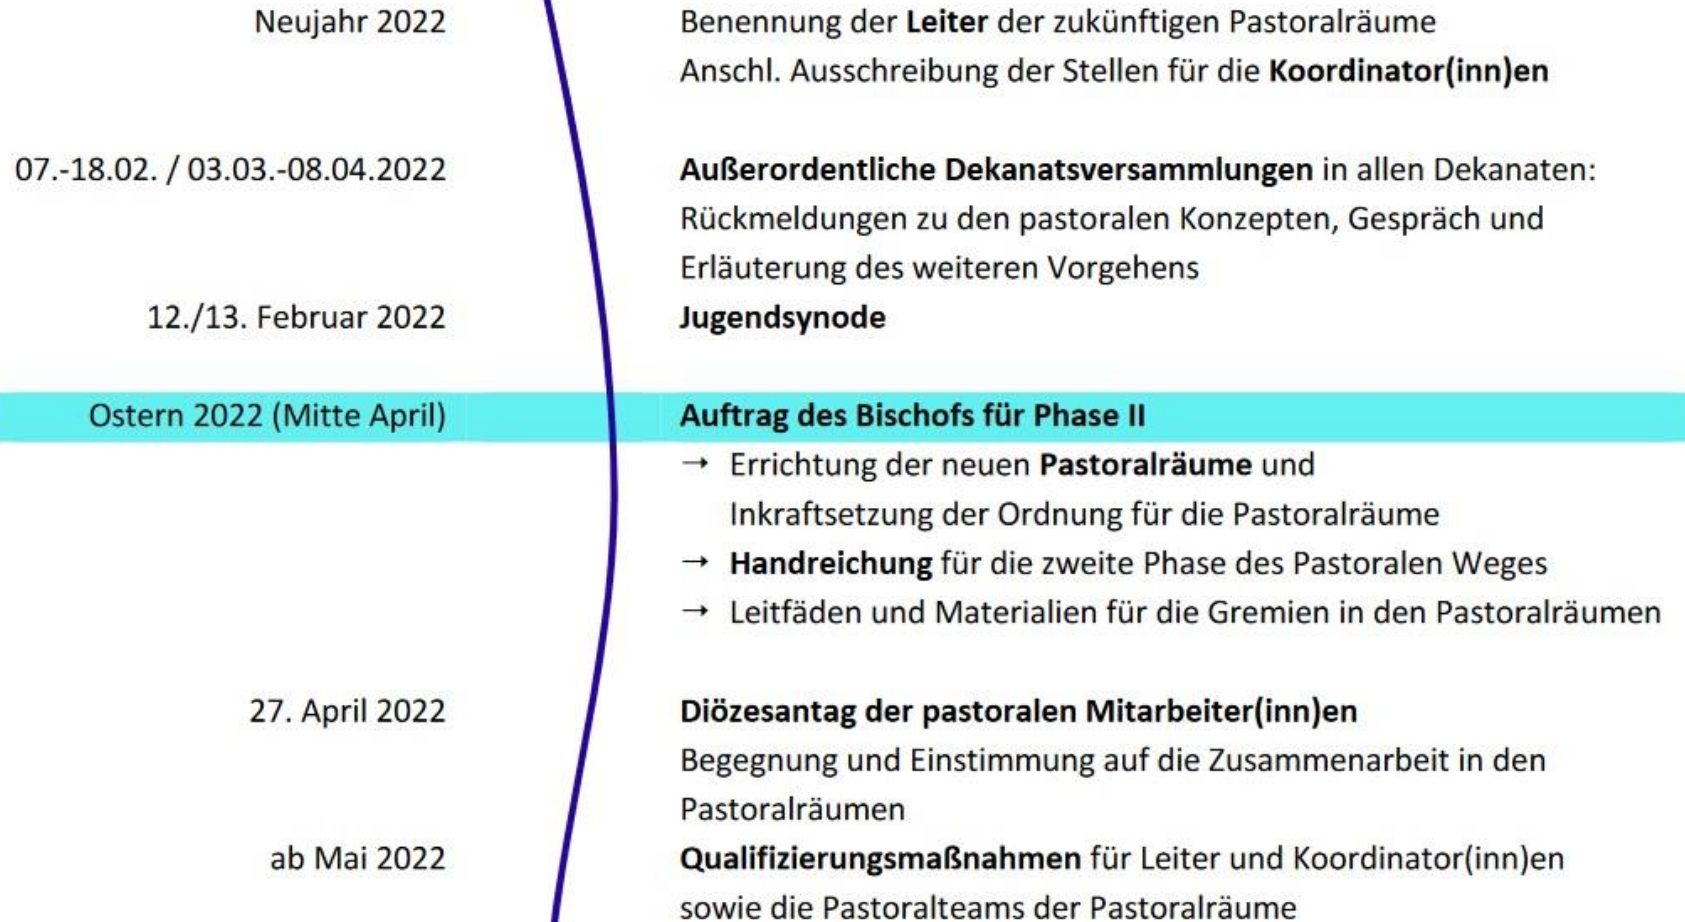 Neujahr 2022 Benennung der Leiter der zukünftigen Pastoralräume
Anschl. Ausschreibung der Stellen für die Koordinator(inn)en
07.-18.02. / 03.03.-08.04.2022 Außerordentliche Dekanatsversammlungen in allen Dekanaten:
Rückmeldungen zu den pastoralen Konzepten, Gespräch und
Erläuterung des weiteren Vorgehens
12./13. Februar 2022 Jugendsynode
Ostern 2022 (Mitte April) Auftrag des Bischofs für Phase II
→ Errichtung der neuen Pastoralräume und
Inkraftsetzung der Ordnung für die Pastoralräume
→ Handreichung für die zweite Phase des Pastoralen Weges
→ Leitfäden und Materialien für die Gremien in den Pastoralräumen
27. April 2022 Diözesantag der pastoralen Mitarbeiter(inn)en
Begegnung und Einstimmung auf die Zusammenarbeit in den
Pastoralräumen
ab Mai 2022 Qualifizierungsmaßnahmen für Leiter und Koordinator(inn)en
sowie die Pastoralteams der Pastoralräume